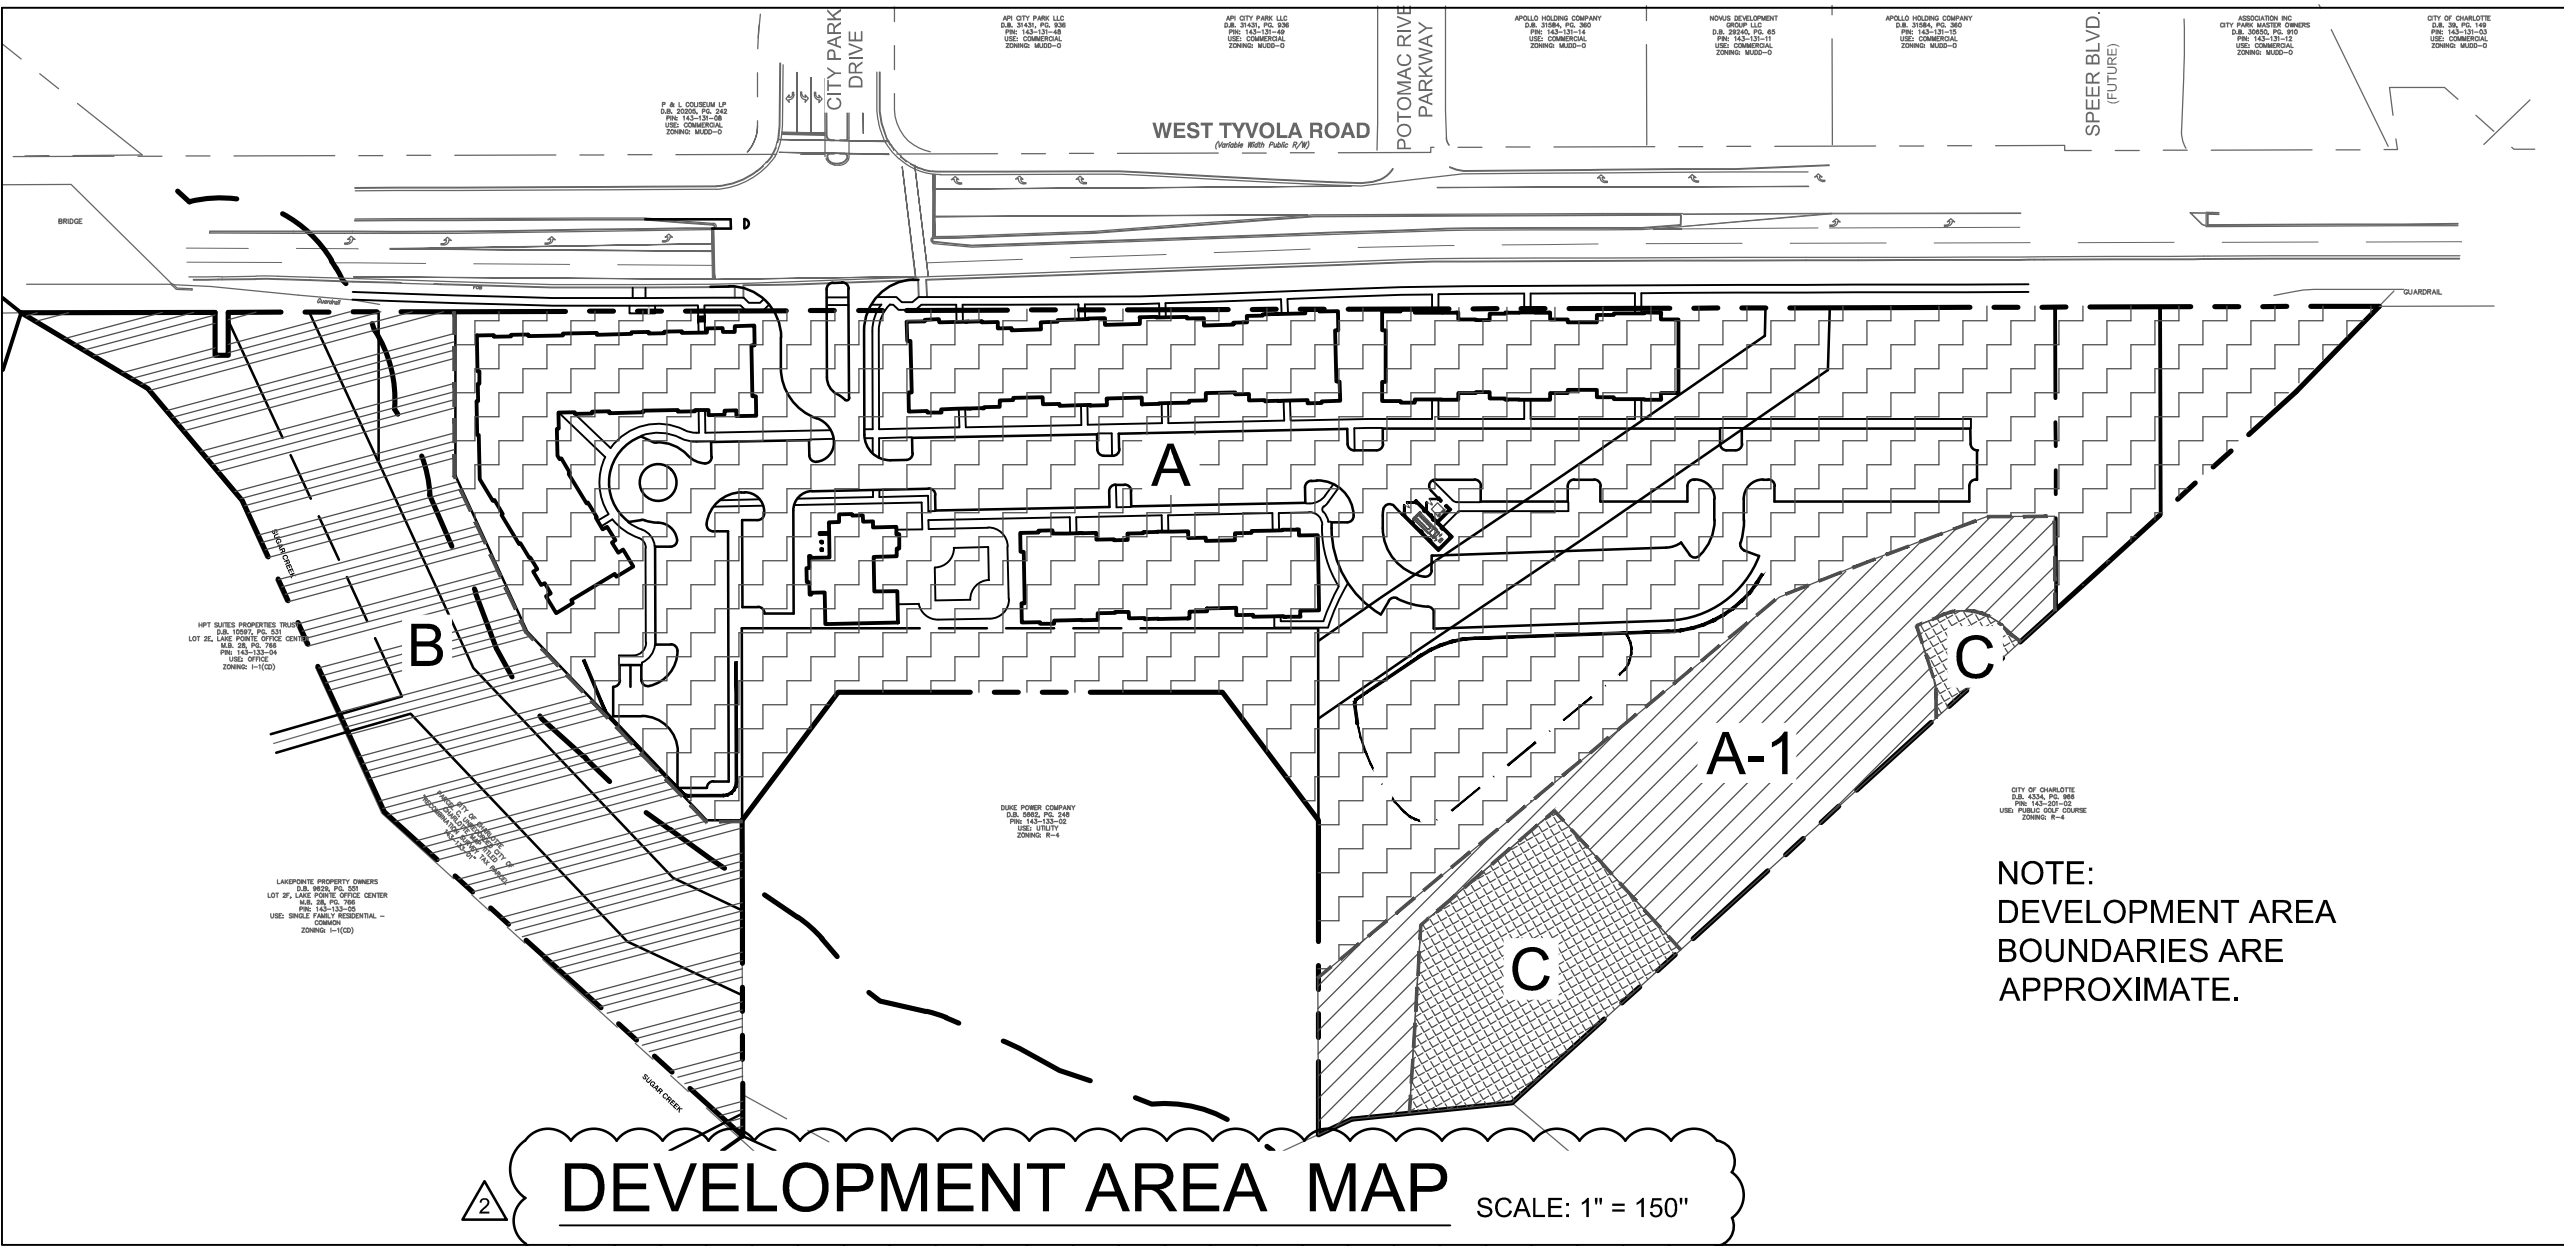 CITY PARK
DRIVE
API CITY PARK LLC
D.B. 31431, PG. 936
PIN: 143-131-48
USE: COMMERCIAL
ZONING: MUDD-O
API CITY PARK LLC
D.B. 31431, PG. 936
PIN: 143-131-49
USE: COMMERCIAL
ZONING: MUDD-O
POTOMAC RIVE
PARKWAY
APOLLO HOLDING COMPANY
D.B. 31584, PG. 360
PIN: 143-131-14
USE: COMMERCIAL
ZONING: MUDD-O
NOVUS DEVELOPMENT
GROUP LLC
D.B. 29240, PG. 65
PIN: 143-131-11
USE: COMMERCIAL
ZONING: MUDD-O
APOLLO HOLDING COMPANY
D.B. 31584, PG. 360
PIN: 143-131-15
USE: COMMERCIAL
ZONING: MUDD-O
SPEER BLVD.
(FUTURE)
ASSOCIATION INC
CITY PARK MASTER OWNERS
D.B. 30650, PG. 910
PIN: 143-131-12
USE: COMMERCIAL
ZONING: MUDD-O
CITY OF CHARLOTTE
D.B. 39, PG. 149
PIN: 143-131-03
USE: COMMERCIAL
ZONING: MUDD-O
P & L COLISEUM LP
D.B. 20205, PG. 242
PIN: 143-131-08
USE: COMMERCIAL
ZONING: MUDD-O
WEST TYVOLA ROAD
(Variable Width Public R/W)
BRIDGE
Guardrail
GUARDRAIL
A
SUGAR CREEK
HPT SUITES PROPERTIES TRUST
D.B. 10597, PG. 531
LOT 2E, LAKE POINTE OFFICE CENTER
M.B. 28, PG. 766
PIN: 143-133-04
USE: OFFICE
ZONING: I-1(CD)
B
C
A-1
DUKE POWER COMPANY
D.B. 5662, PG. 248
PIN: 143-133-02
USE: UTILITY
ZONING: R-4
CITY OF CHARLOTTE
D.B. 4334, PG. 966
PIN: 143-201-02
USE: PUBLIC GOLF COURSE
ZONING: R-4
LAKEPOINTE PROPERTY OWNERS
D.B. 9629, PG. 551
LOT 2F, LAKE POINTE OFFICE CENTER
M.B. 28, PG. 766
PIN: 143-133-05
USE: SINGLE FAMILY RESIDENTIAL -
COMMON
ZONING: I-1(CD)
C
NOTE:
DEVELOPMENT AREA
BOUNDARIES ARE
APPROXIMATE.
SUGAR CREEK
2
DEVELOPMENT AREA MAP
SCALE: 1" = 150"